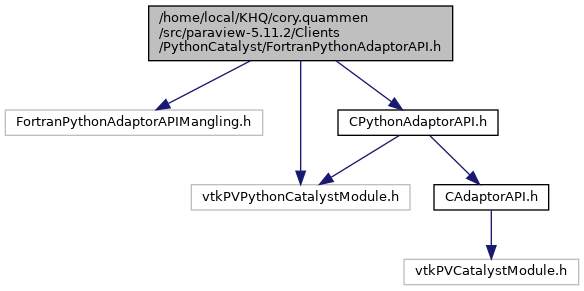 /home/local/KHQ/cory.quammen
/src/paraview-5.11.2/Clients
/PythonCatalyst/FortranPythonAdaptorAPI.h
FortranPythonAdaptorAPIMangling.h
CPythonAdaptorAPI.h
vtkPVPythonCatalystModule.h
CAdaptorAPI.h
vtkPVCatalystModule.h